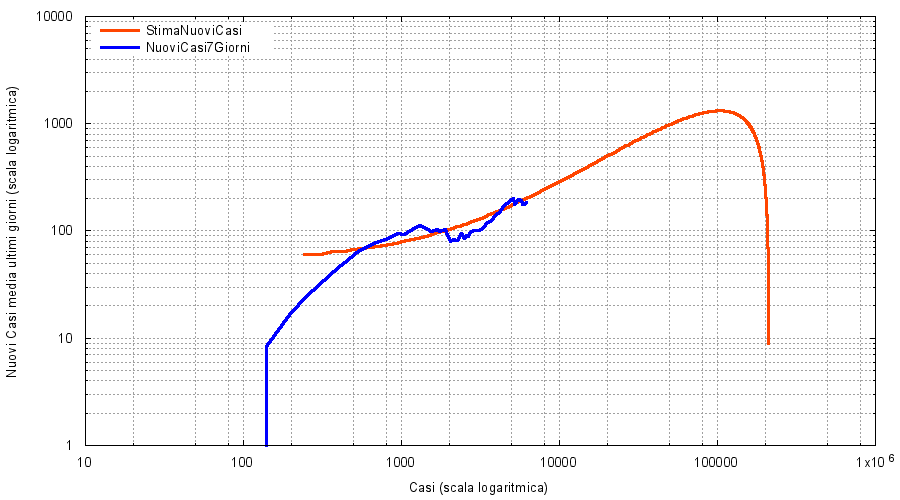 StimaNuoviCasi
NuoviCasi7Giorni
Nuovi Casi media ultimi giorni (scala logaritmica)
10000
1000
100
10
1
10
100
1000
10000
100000
1x10 6
Casi (scala logaritmica)